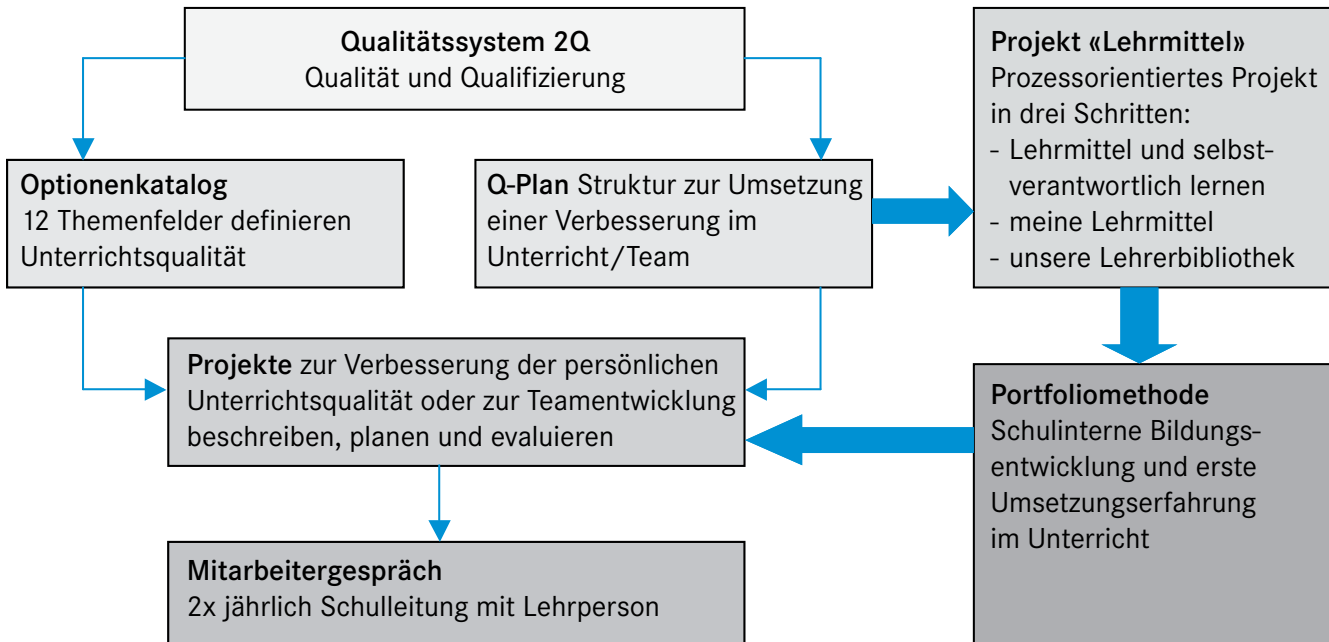 Qualitätssystem 2Q
Qualität und Qualifizierung
Optionenkatalog
12 Themenfelder definieren
Unterrichtsqualität
Q-Plan Struktur zur Umsetzung
einer Verbesserung im
Unterricht/Team
Projekt «Lehrmittel»
Prozessorientiertes Projekt
in drei Schritten:
- Lehrmittel und selbst-
verantwortlich lernen
- meine Lehrmittel
- unsere Lehrerbibliothek
Projekte zur Verbesserung der persönlichen
Unterrichtsqualität oder zur Teamentwicklung
beschreiben, planen und evaluieren
Portfoliomethode
Schulinterne Bildungs-
entwicklung und erste
Umsetzungserfahrung
im Unterricht
Mitarbeitergespräch
2x jährlich Schulleitung mit Lehrperson